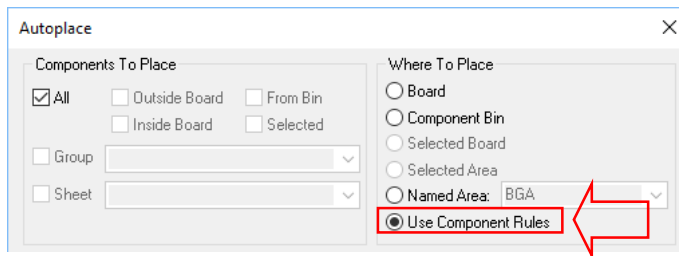 Autoplace
Components To Place
All
Outside Board
From Bin
Inside Board
Selected
Group
Sheet
Where To Place
Board
Component Bin
Selected Board
Selected Area
Named Area: BGA
Use Component Rules